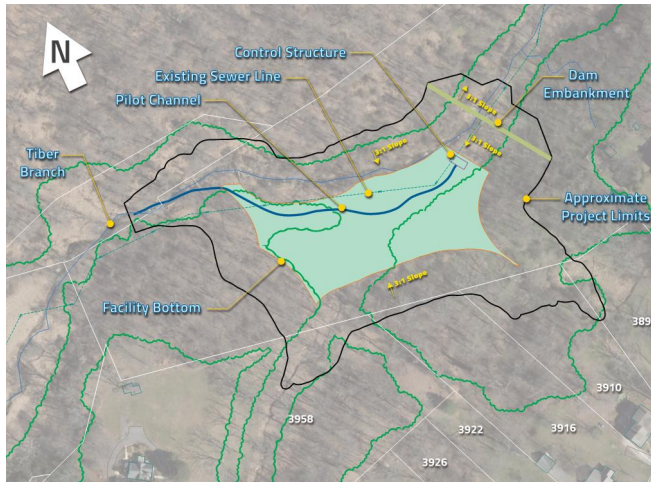 N
Control Structure
Existing Sewer Line
Pilot Channel
Dam
Embankment
3:1 Slope
3:1 Slope
3:1 Slope
Tiber
Branch
Approximate
Project Limits
3:1 Slope
Facility Bottom
389
3910
3958
3922
3916
3926